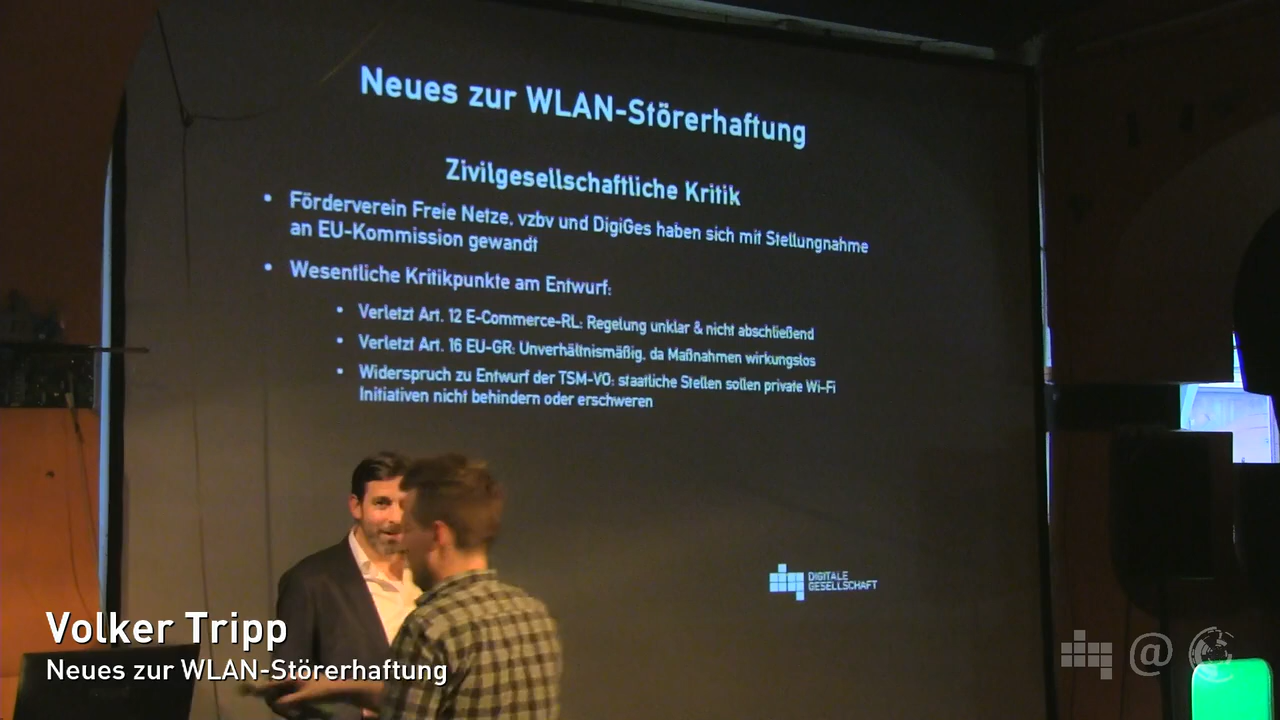 Neues zur WLAN-Störerhaftung
Zivilgesellschaftliche Kritik
• Förderverein Freie Netze, vzbv und DigiGes haben sich mit Stellungnahme
an EU-Kommission gewandt
• Wesentliche Kritikpunkte am Entwurf:
• Verletzt Art. 12 E-Commerce-RL: Regelung unklar & nicht abschließend
• Verletzt Art. 16 EU-GR: Unverhältnismäßig, da Maßnahmen wirkungslos
• Widerspruch zu Entwurf der TSM-VO: staatliche Stellen sollen private Wi-Fi
Initiativen nicht behindern oder erschweren
DIGITALE
GESELLSCHAFT
Volker Tripp
Neues zur WLAN-Störerhaftung
@